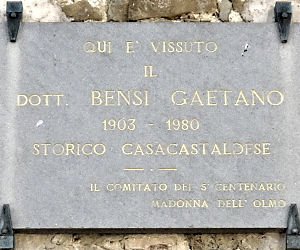 QUI E' VISSUTO
IL
DOTT. BENSI GAETANO
1903 - 1980
STORICO CASACASTALDESE
IL COMITATO DEL 5° CENTENARIO
MADONNA DELL' OLMO